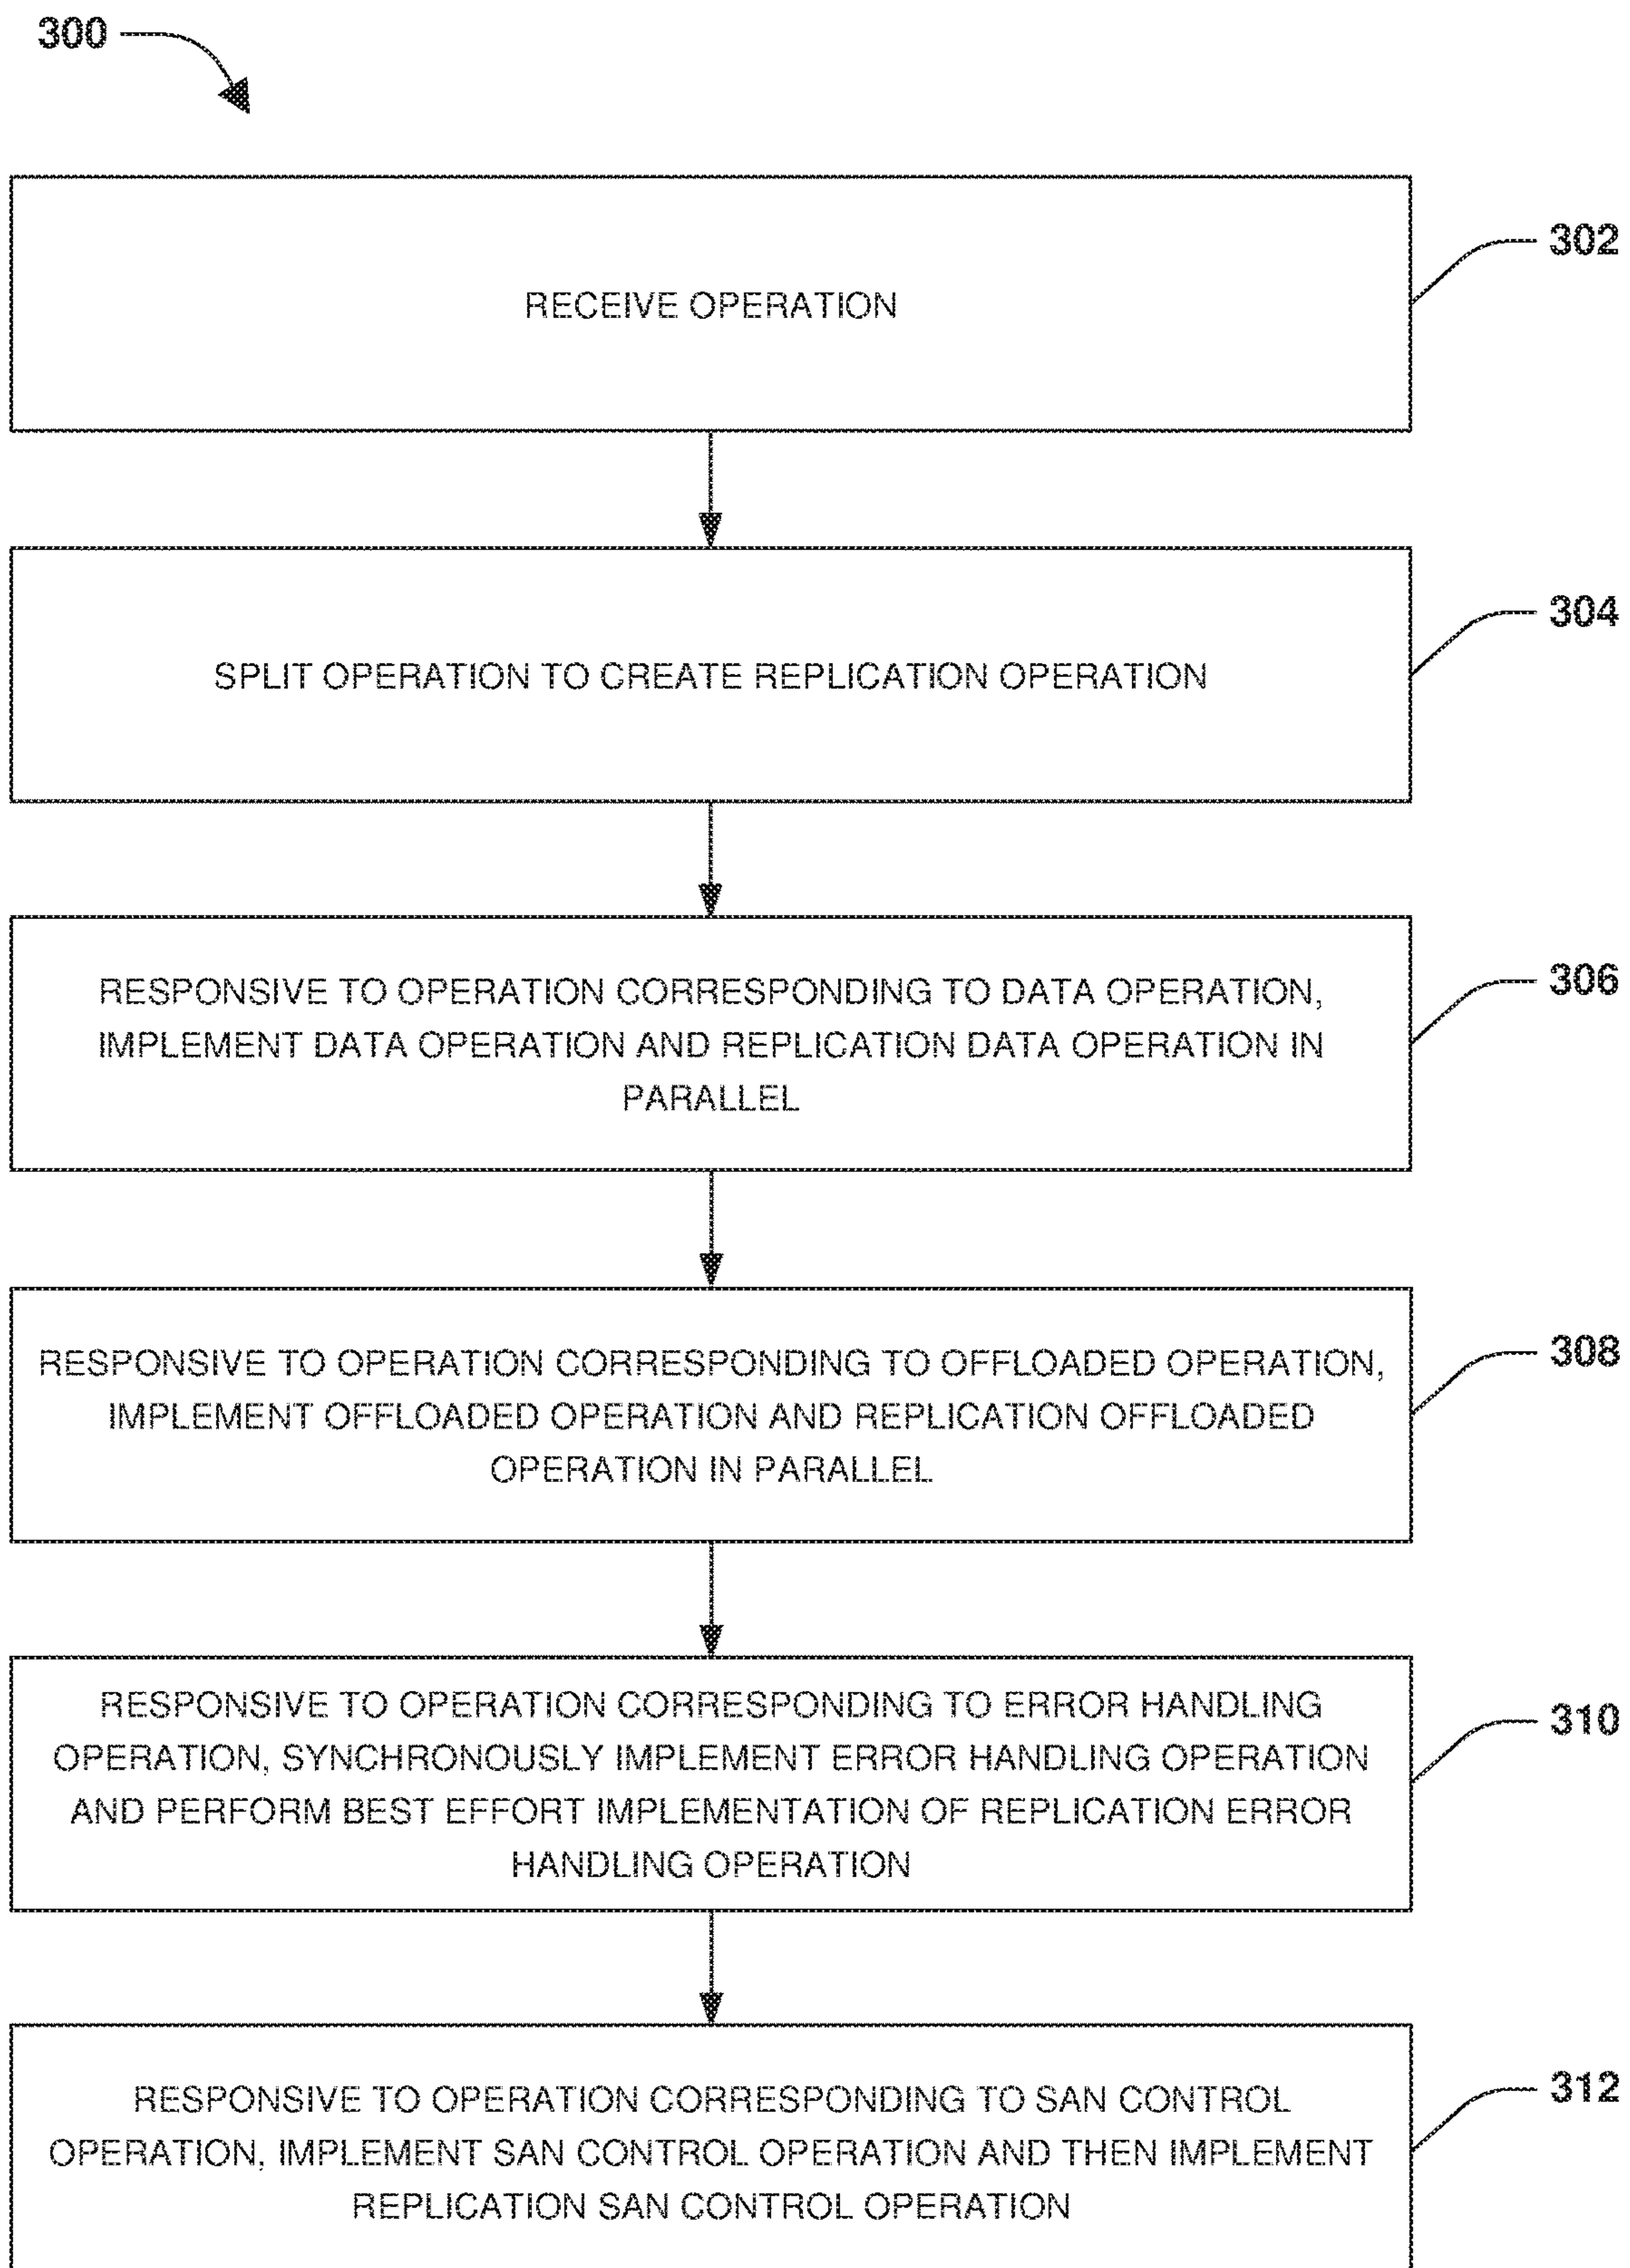 300
RECEIVE OPERATION
302
SPLIT OPERATION TO CREATE REPLICATION OPERATION
304
RESPONSIVE TO OPERATION CORRESPONDING TO DATA OPERATION,
IMPLEMENT DATA OPERATION AND REPLICATION DATA OPERATION IN
PARALLEL
306
RESPONSIVE TO OPERATION CORRESPONDING TO OFFLOADED OPERATION,
IMPLEMENT OFFLOADED OPERATION AND REPLICATION OFFLOADED
OPERATION IN PARALLEL
308
RESPONSIVE TO OPERATION CORRESPONDING TO ERROR HANDLING
OPERATION, SYNCHRONOUSLY IMPLEMENT ERROR HANDLING OPERATION
AND PERFORM BEST EFFORT IMPLEMENTATION OF REPLICATION ERROR
HANDLING OPERATION
310
RESPONSIVE TO OPERATION CORRESPONDING TO SAN CONTROL
OPERATION, IMPLEMENT SAN CONTROL OPERATION AND THEN IMPLEMENT
REPLICATION SAN CONTROL OPERATION
312